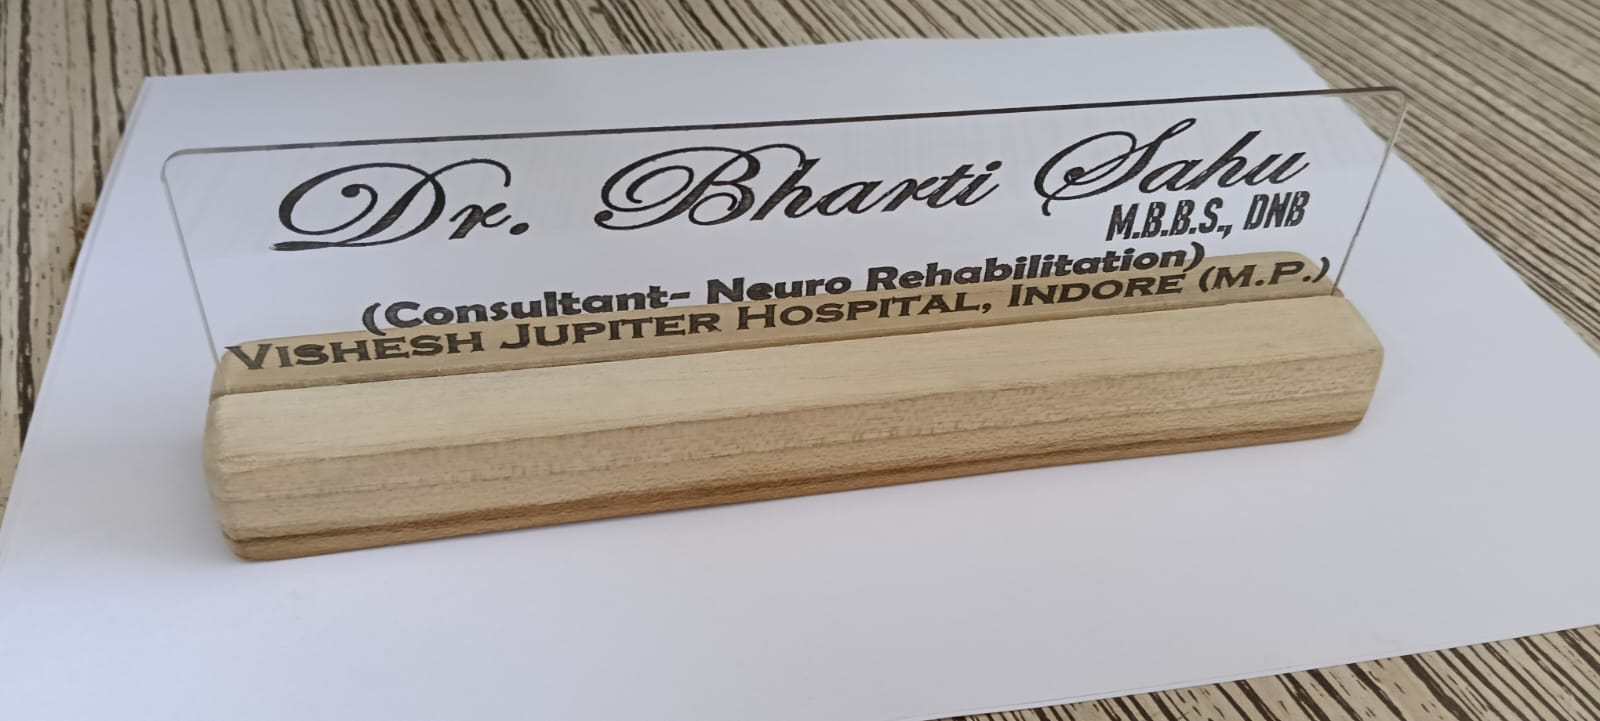 Dr. Bharti Sahu
M.B.B.S., DNB
(Consultant- Neuro Rehabilitation)
VISHESH JUPITER HOSPITAL, INDORE (M.P.)